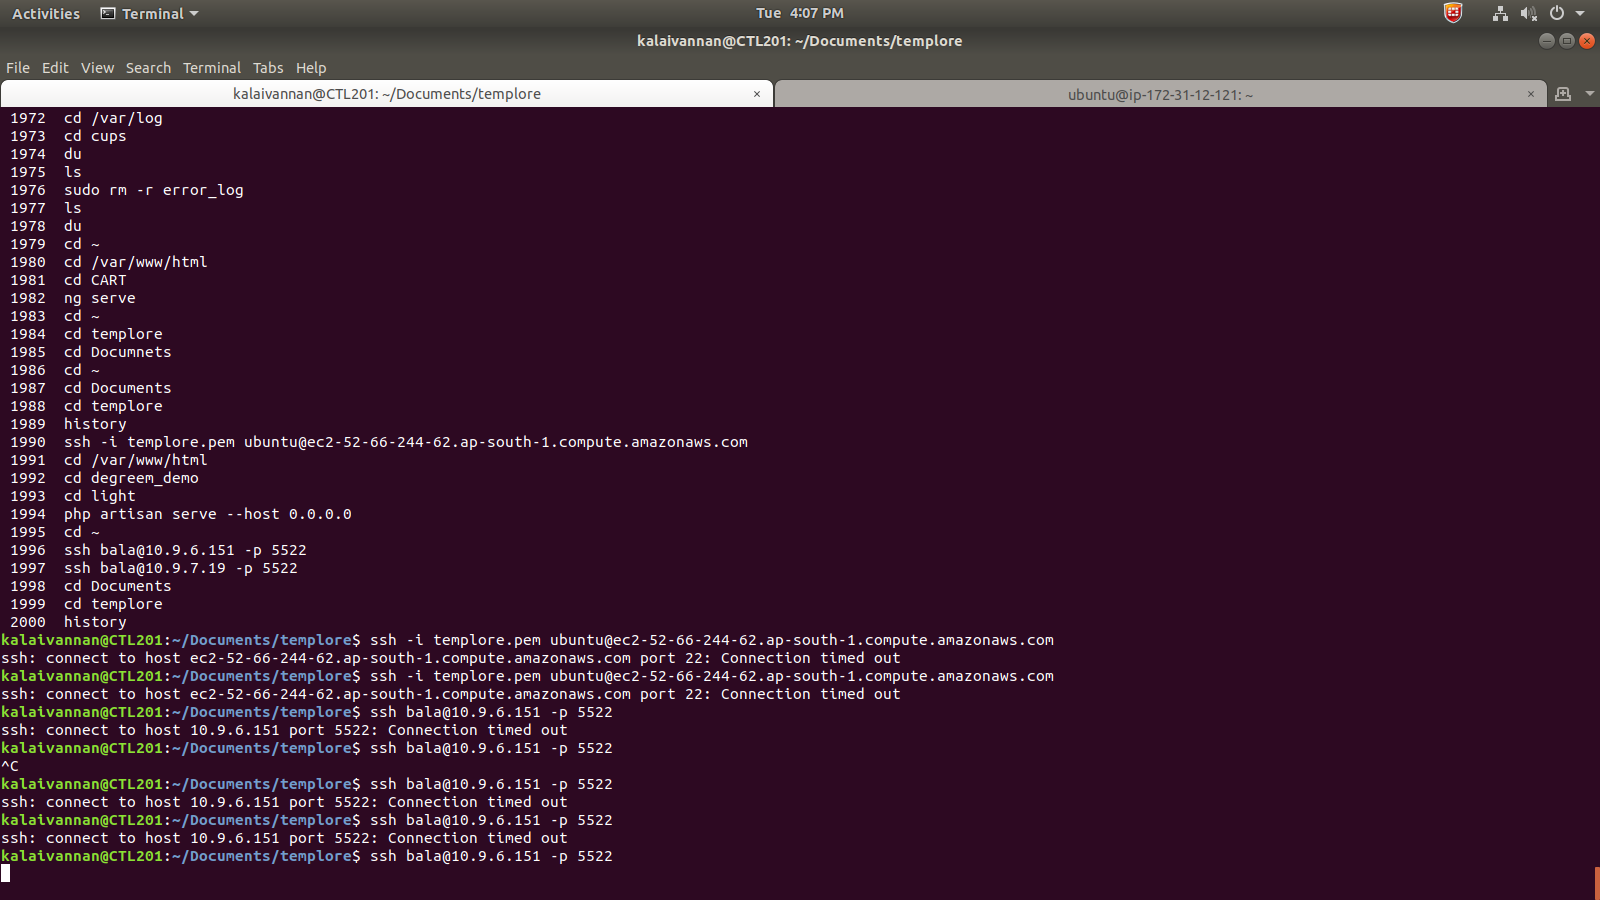 Activities Terminal Tue 4:07 PM
kalaivannan@CTL201: ~/Documents/templore
File Edit View Search Terminal Tabs Help
kalaivannan@CTL201: ~/Documents/templore × ubuntu@ip-172-31-12-121: ~ ×
1972 cd /var/log
1973 cd cups
1974 du
1975 ls
1976 sudo rm -r error_log
1977 ls
1978 du
1979 cd ~
1980 cd /var/www/html
1981 cd CART
1982 ng serve
1983 cd ~
1984 cd templore
1985 cd Documnets
1986 cd ~
1987 cd Documents
1988 cd templore
1989 history
1990 ssh -i templore.pem ubuntu@ec2-52-66-244-62.ap-south-1.compute.amazonaws.com
1991 cd /var/www/html
1992 cd degreem_demo
1993 cd light
1994 php artisan serve --host 0.0.0.0
1995 cd ~
1996 ssh bala@10.9.6.151 -p 5522
1997 ssh bala@10.9.7.19 -p 5522
1998 cd Documents
1999 cd templore
2000 history
kalaivannan@CTL201:~/Documents/templore$ ssh -i templore.pem ubuntu@ec2-52-66-244-62.ap-south-1.compute.amazonaws.com
ssh: connect to host ec2-52-66-244-62.ap-south-1.compute.amazonaws.com port 22: Connection timed out
kalaivannan@CTL201:~/Documents/templore$ ssh -i templore.pem ubuntu@ec2-52-66-244-62.ap-south-1.compute.amazonaws.com
ssh: connect to host ec2-52-66-244-62.ap-south-1.compute.amazonaws.com port 22: Connection timed out
kalaivannan@CTL201:~/Documents/templore$ ssh bala@10.9.6.151 -p 5522
ssh: connect to host 10.9.6.151 port 5522: Connection timed out
kalaivannan@CTL201:~/Documents/templore$ ssh bala@10.9.6.151 -p 5522
^C
kalaivannan@CTL201:~/Documents/templore$ ssh bala@10.9.6.151 -p 5522
ssh: connect to host 10.9.6.151 port 5522: Connection timed out
kalaivannan@CTL201:~/Documents/templore$ ssh bala@10.9.6.151 -p 5522
ssh: connect to host 10.9.6.151 port 5522: Connection timed out
kalaivannan@CTL201:~/Documents/templore$ ssh bala@10.9.6.151 -p 5522